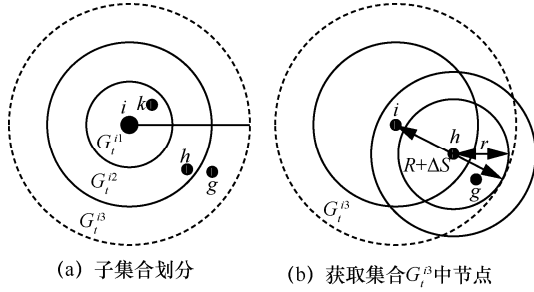 i k
G_t^{i1}
G_t^{i2} h
g
G_t^{i3}
(a) 子集合划分
i
h r
R+ΔS
g
G_t^{i3}
(b) 获取集合G_t^{i3}中节点